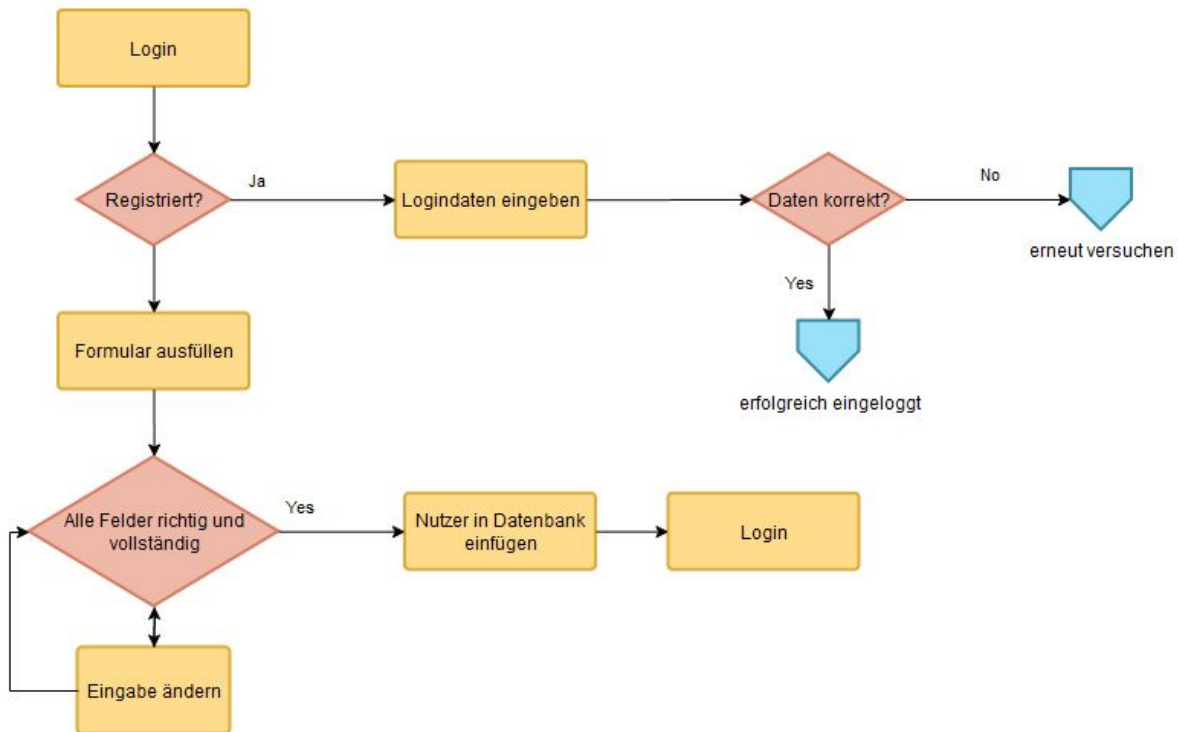 Login
Registriert?
Ja
Logindaten eingeben
Daten korrekt?
No
erneut versuchen
Yes
erfolgreich eingeloggt
Formular ausfüllen
Alle Felder richtig und
vollständig
Yes
Nutzer in Datenbank
einfügen
Login
Eingabe ändern